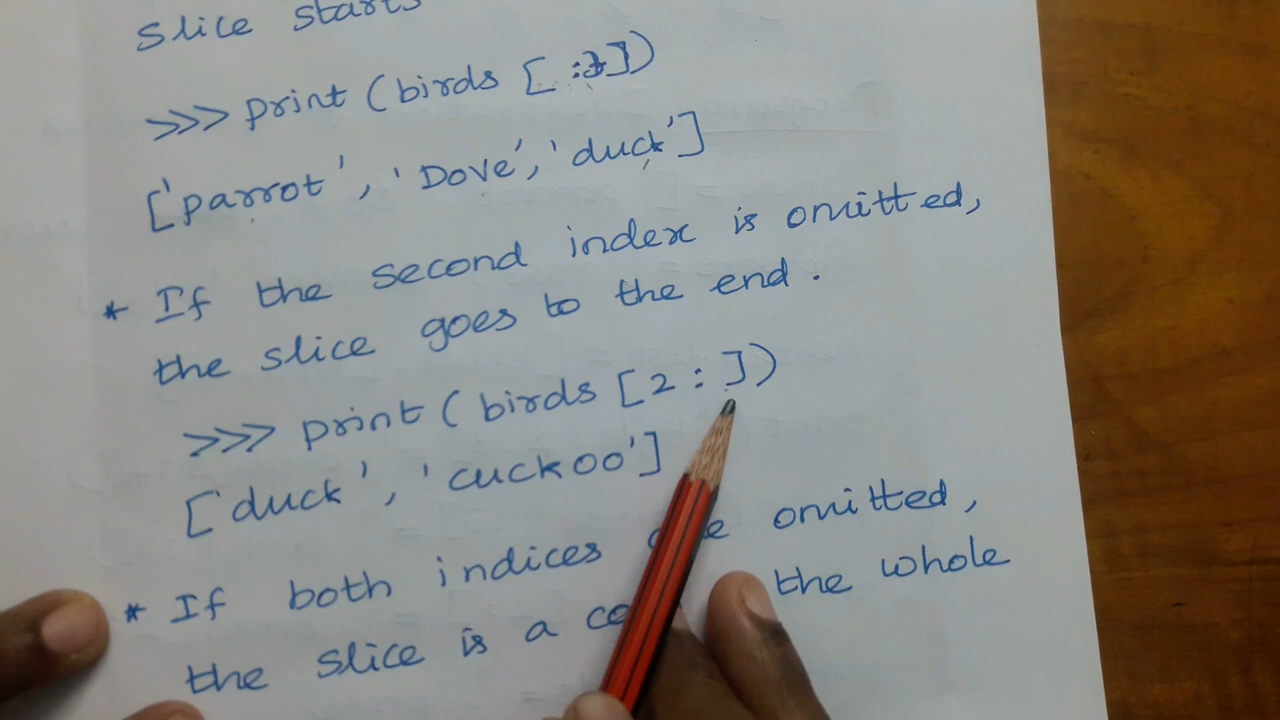 Slice starts
>>> print (birds [ :3])
['parrot', 'Dove', 'duck']
* If the second index is omitted,
the slice goes to the end.
>>> print (birds [2 : ])
['duck', 'cuckoo']
* If both indices omitted,
the slice is a the whole